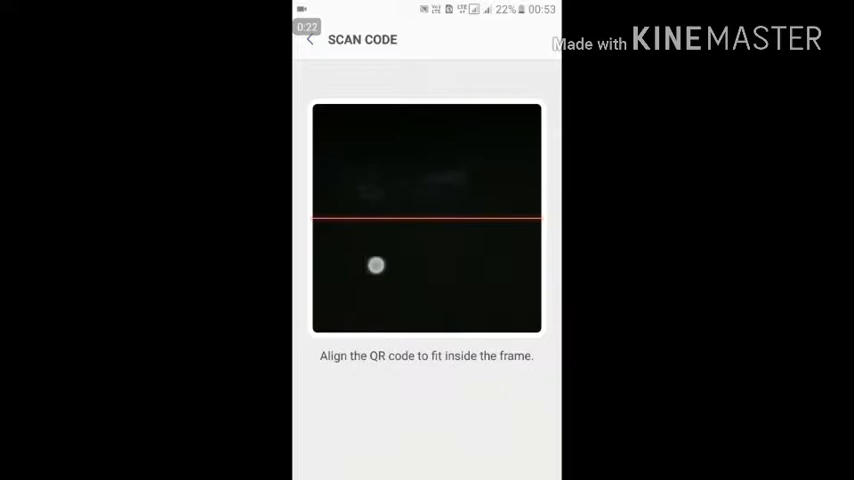 22% 00:53
0:22
SCAN CODE
Made with KINEMASTER
Align the QR code to fit inside the frame.